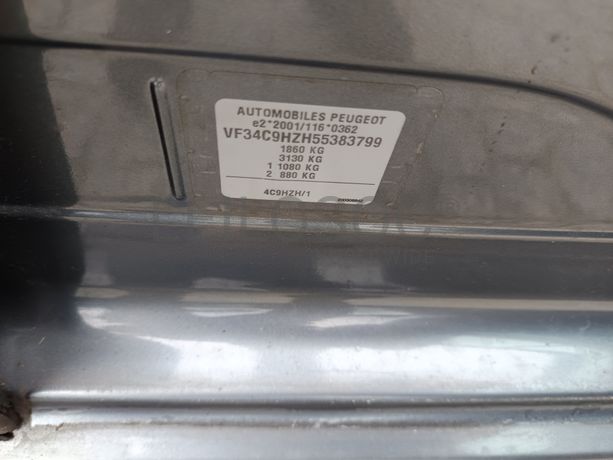 AUTOMOBILES PEUGEOT
e2*2001/116*0362
VF34C9HZH55383799
1860 KG
3130 KG
1 1080 KG
2 880 KG
4C9HZH/1